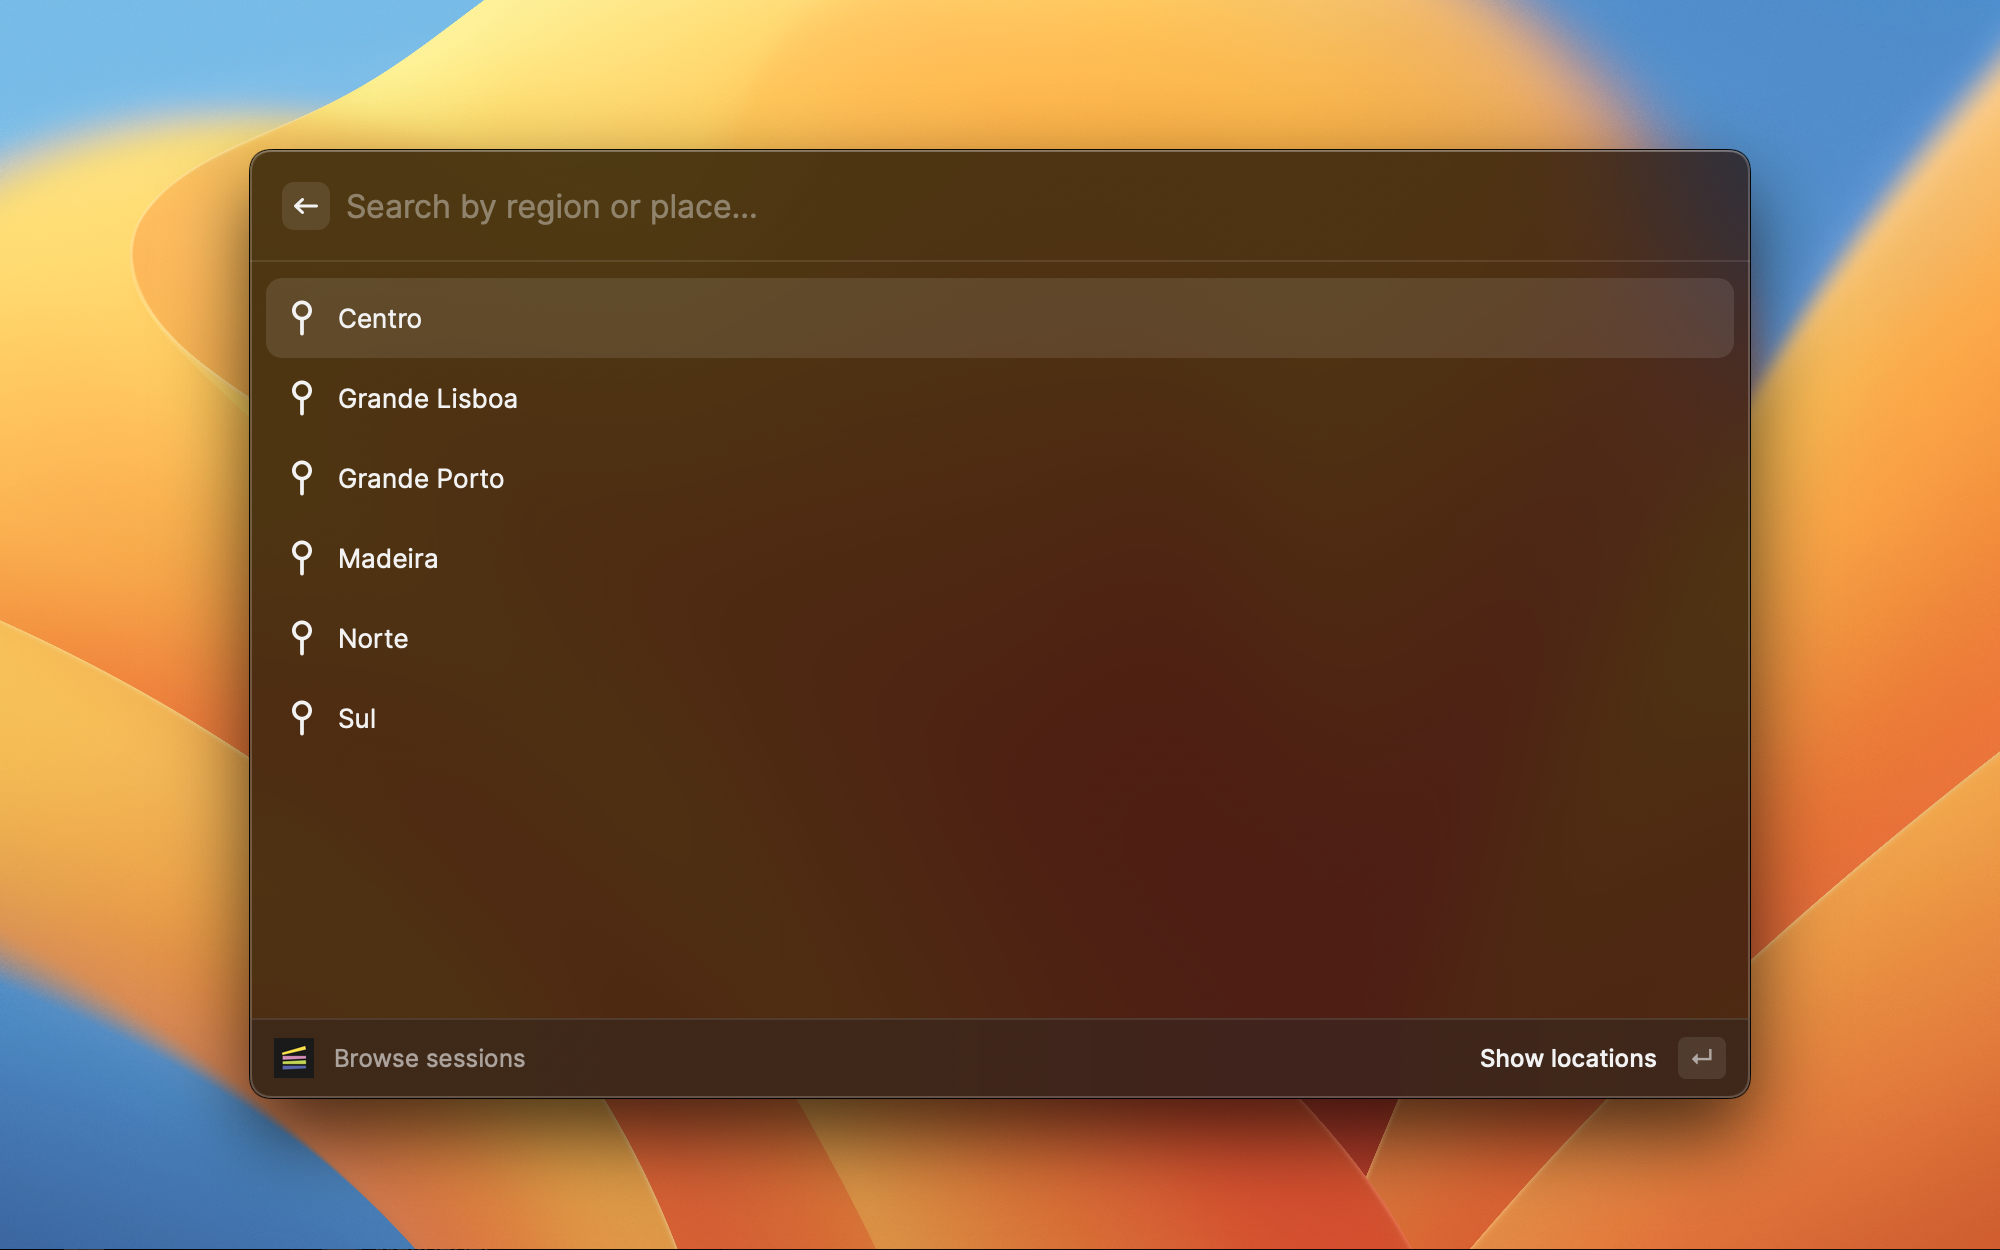 Search by region or place...
Centro
Grande Lisboa
Grande Porto
Madeira
Norte
Sul
Browse sessions
Show locations